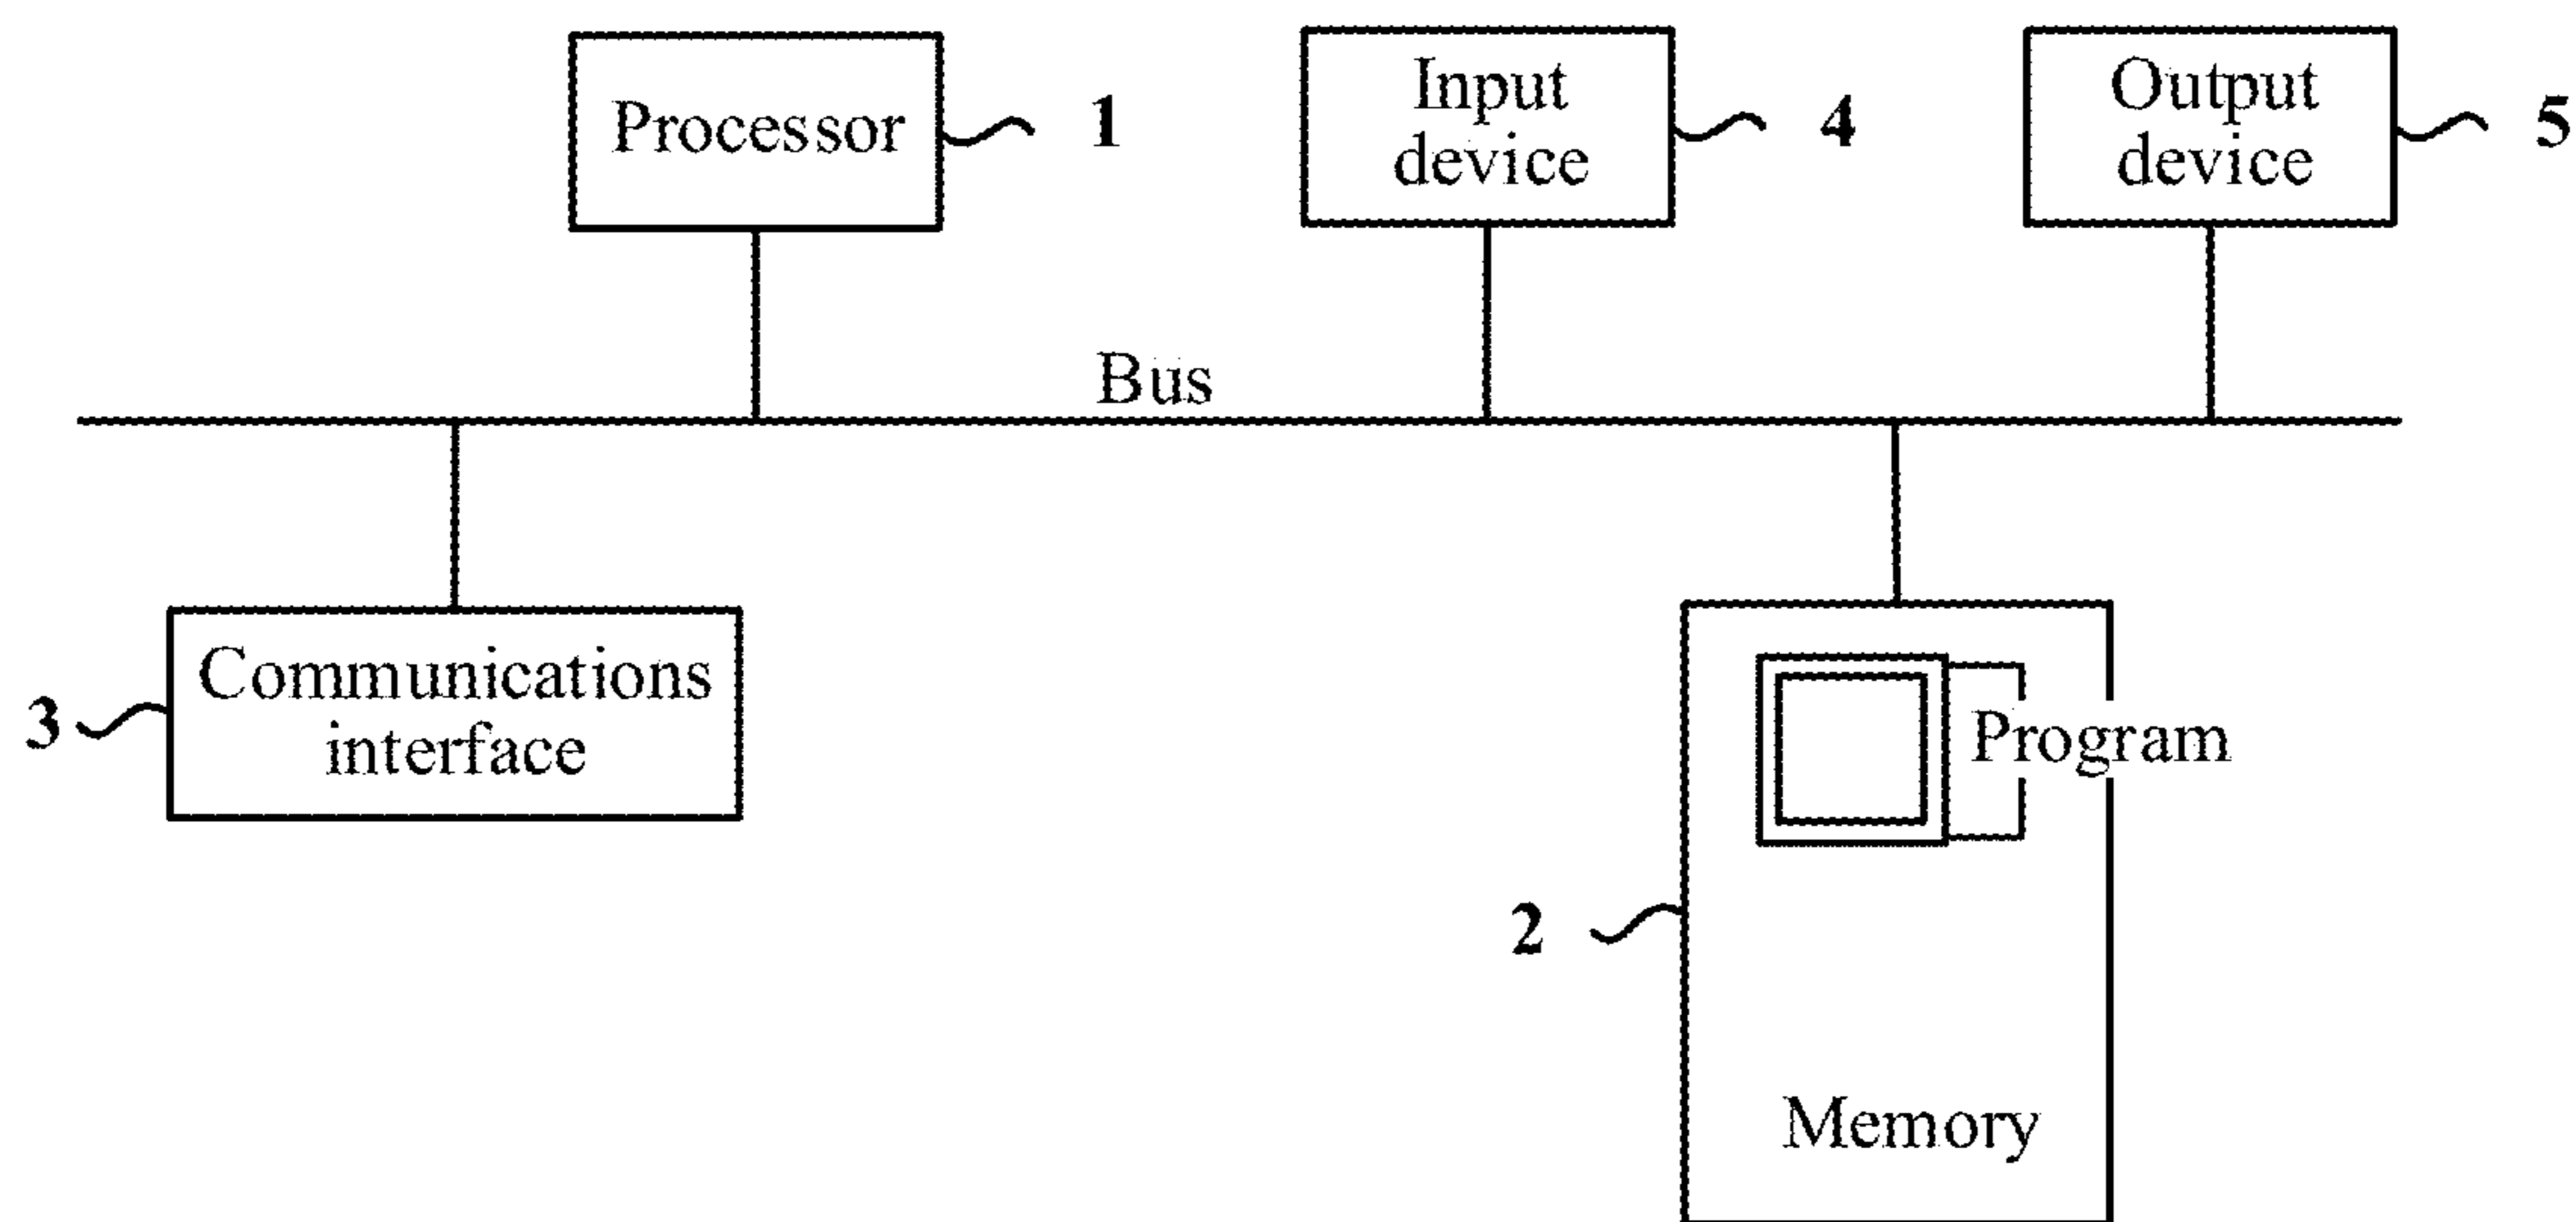 Processor
1
Input
device
4
Output
device
5
Bus
3
Communications
interface
Program
2
Memory